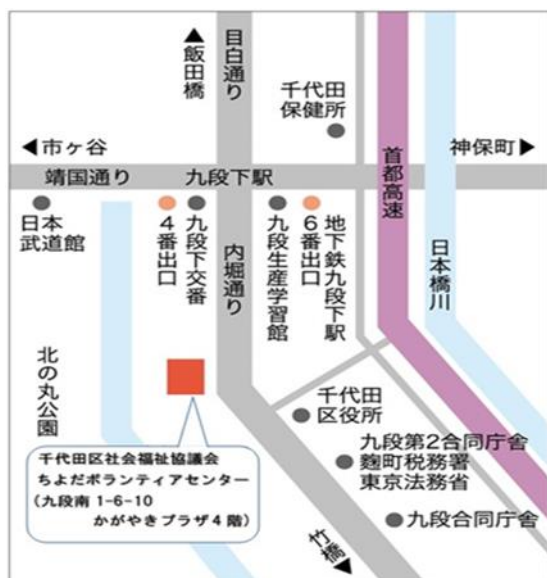 ▲飯田橋
目白通り
千代田
保健所
◀市ヶ谷
首都高速
神保町▶
靖国通り
九段下駅
日本
武道館
4番出口
九段下交番
内堀通り
九段生産学習館
6番出口
地下鉄九段下駅
日本橋川
北の丸公園
千代田
区役所
千代田区社会福祉協議会
ちよだボランティアセンター
(九段南1-6-10
かがやきプラザ4階)
九段第2合同庁舎
麴町税務署
東京法務省
九段合同庁舎
竹橋▼